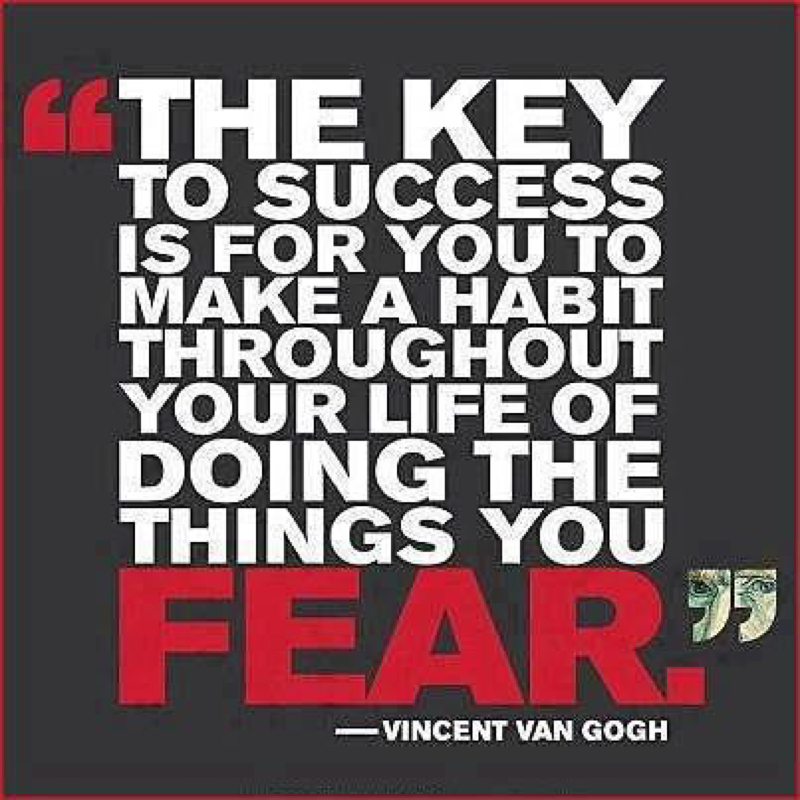 “THE KEY
TO SUCCESS
IS FOR YOU TO
MAKE A HABIT
THROUGHOUT
YOUR LIFE OF
DOING THE
THINGS YOU
FEAR.”
—VINCENT VAN GOGH